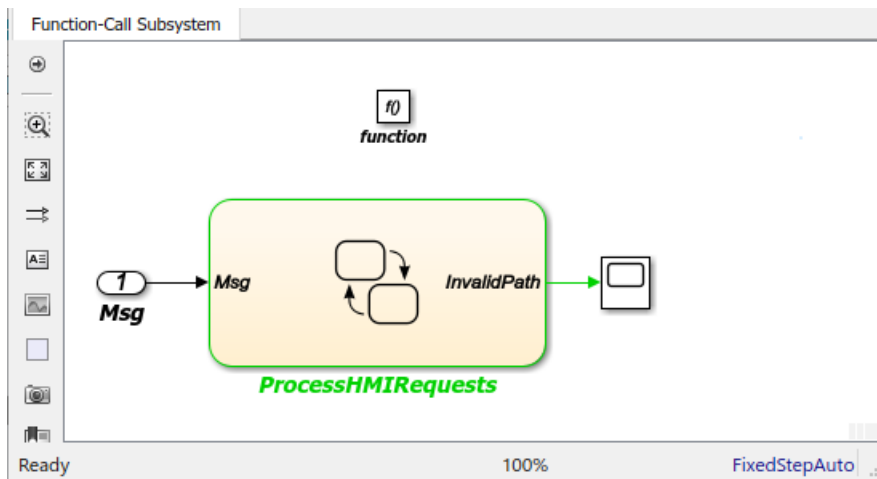 Function-Call Subsystem
f()
function
1
Msg
Msg
InvalidPath
ProcessHMIRequests
Ready
100%
FixedStepAuto